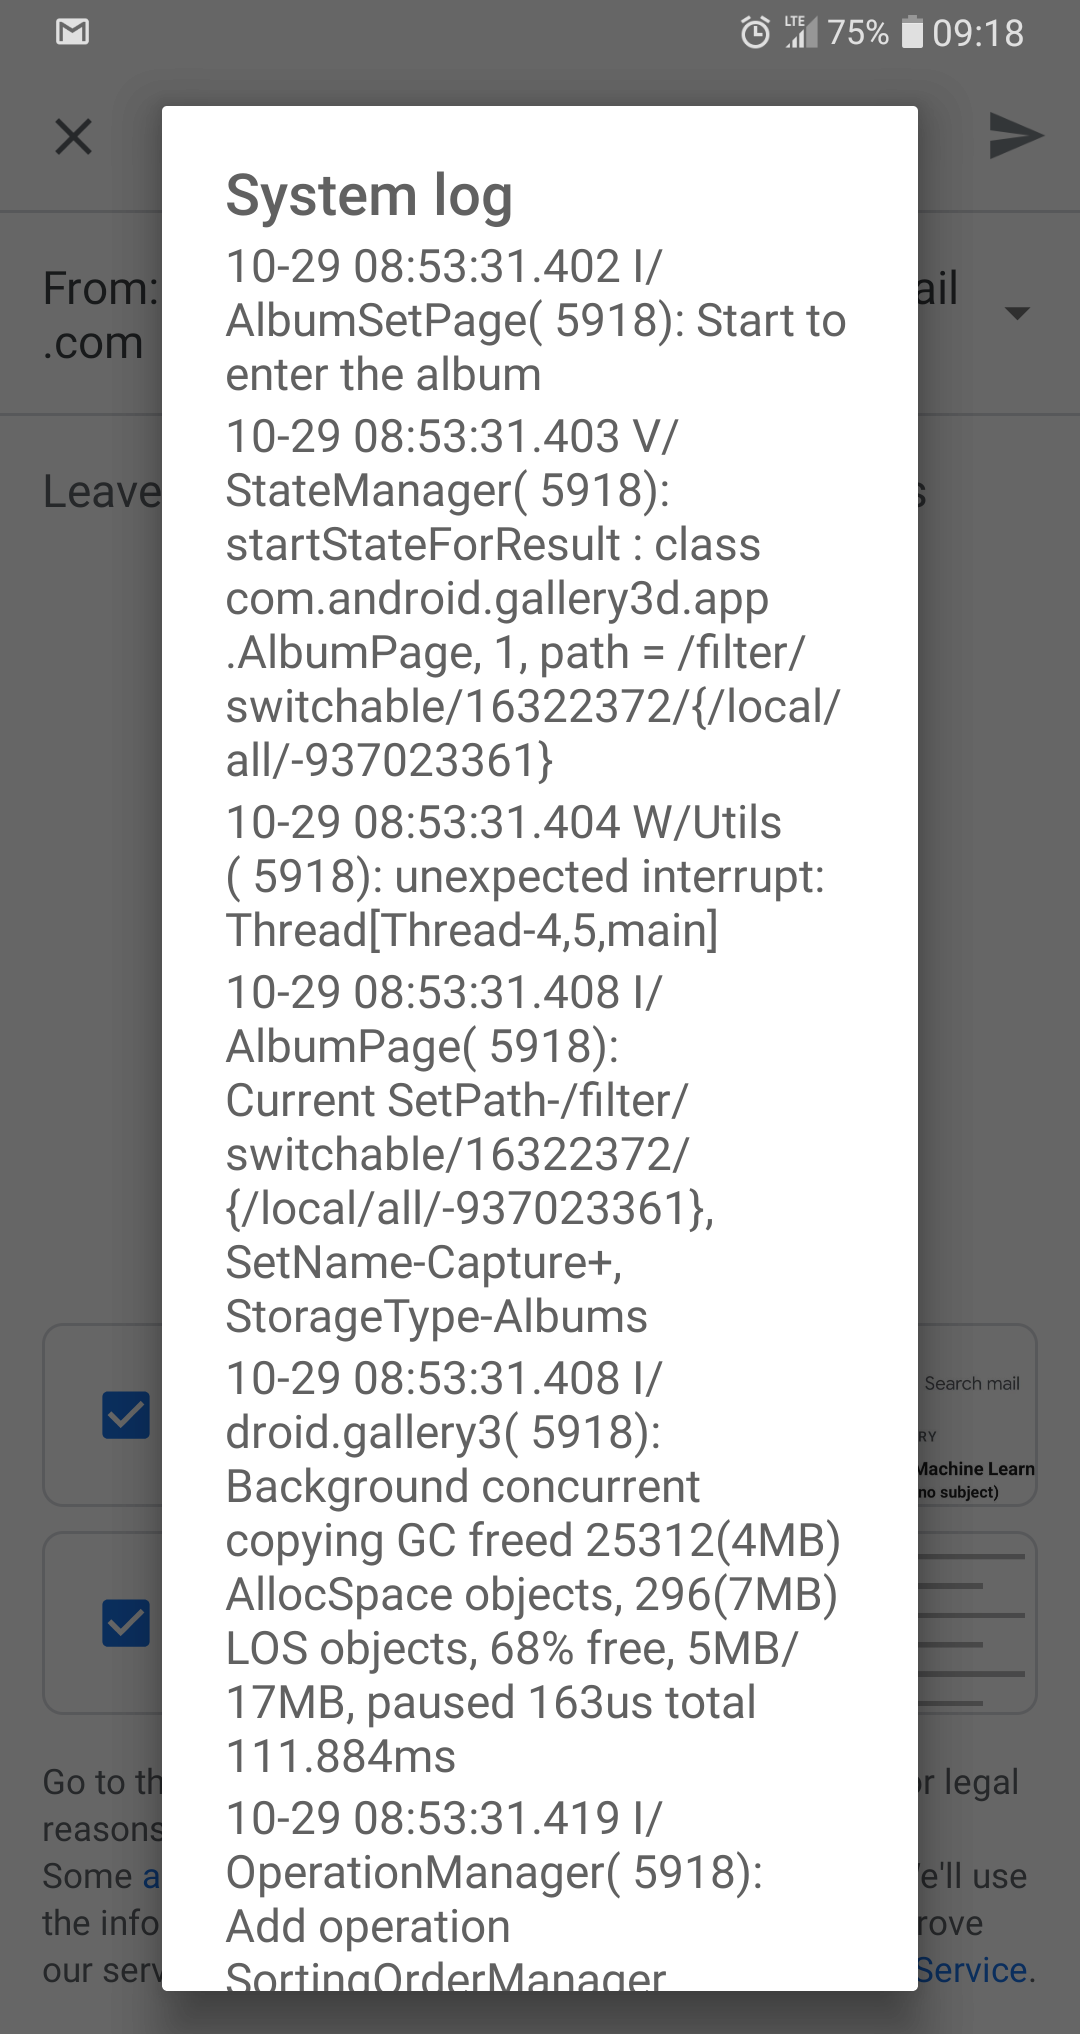 LTE 75% 09:18
System log
10-29 08:53:31.402 I/
AlbumSetPage( 5918): Start to
enter the album
10-29 08:53:31.403 V/
StateManager( 5918):
startStateForResult : class
com.android.gallery3d.app
.AlbumPage, 1, path = /filter/
switchable/16322372/{/local/
all/-937023361}
10-29 08:53:31.404 W/Utils
( 5918): unexpected interrupt:
Thread[Thread-4,5,main]
10-29 08:53:31.408 I/
AlbumPage( 5918):
Current SetPath-/filter/
switchable/16322372/
{/local/all/-937023361},
SetName-Capture+,
StorageType-Albums
10-29 08:53:31.408 I/
droid.gallery3( 5918):
Background concurrent
copying GC freed 25312(4MB)
AllocSpace objects, 296(7MB)
LOS objects, 68% free, 5MB/
17MB, paused 163us total
111.884ms
10-29 08:53:31.419 I/
OperationManager( 5918):
Add operation
SortingOrderManager
From: ail
.com
Leave s
Search mail
RY
Machine Learn
no subject)
Go to th r legal
reasons
Some a e'll use
the info rove
our serv Service.